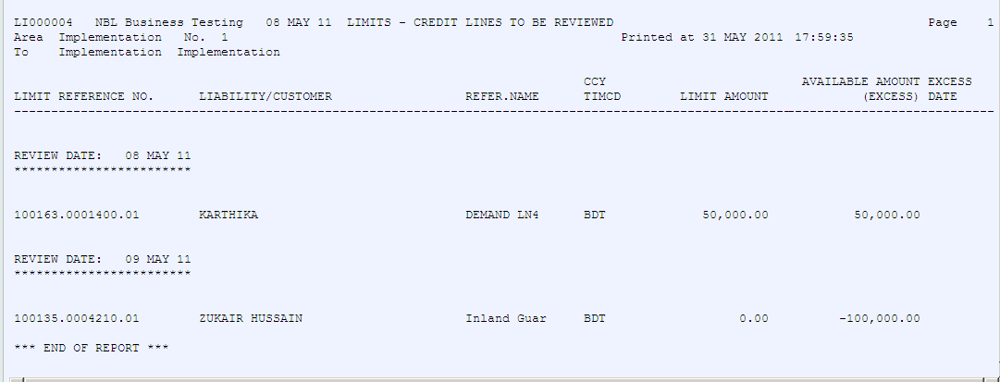 LI000004   NBL Business Testing   08 MAY 11  LIMITS - CREDIT LINES TO BE REVIEWED   Page   1
Area  Implementation   No.  1   Printed at 31 MAY 2011  17:59:35
To    Implementation  Implementation
CCY   AVAILABLE AMOUNT EXCESS
LIMIT REFERENCE NO.   LIABILITY/CUSTOMER   REFER.NAME   TIMCD   LIMIT AMOUNT   (EXCESS) DATE
------------------------------------------------------------------------------------------------------------------------------------
REVIEW DATE:   08 MAY 11
************************
100163.0001400.01   KARTHIKA   DEMAND LN4   BDT   50,000.00   50,000.00
REVIEW DATE:   09 MAY 11
************************
100135.0004210.01   ZUKAIR HUSSAIN   Inland Guar   BDT   0.00   -100,000.00
*** END OF REPORT ***